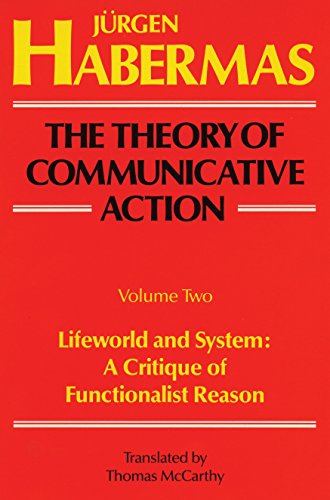 JÜRGEN
HABERMAS
THE THEORY OF
COMMUNICATIVE
ACTION
Volume Two
Lifeworld and System:
A Critique of
Functionalist Reason
Translated by
Thomas McCarthy